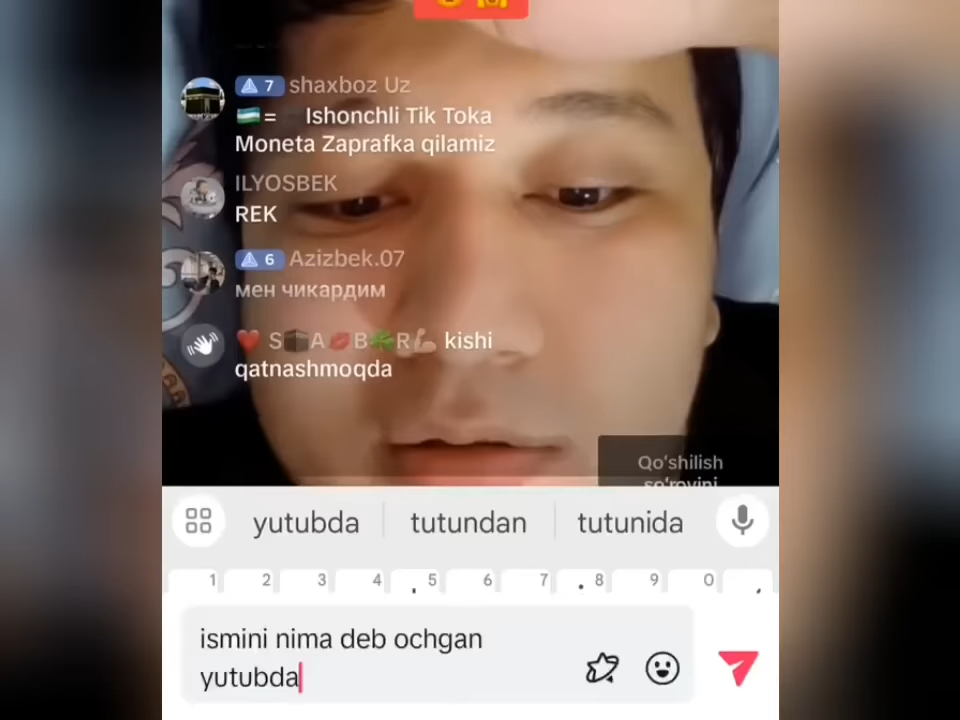 7 shaxboz Uz
= Ishonchli Tik Toka
Moneta Zaprafka qilamiz
ILYOSBEK
REK
6 Azizbek.07
мен чикардим
❤️ S🕋A💋B🍀R💪🏼 kishi
qatnashmoqda
Qo'shilish
so'rovini
yutubda tutundan tutunida
1 2 3 4 5 6 7 8 9 0
ismini nima deb ochgan
yutubda